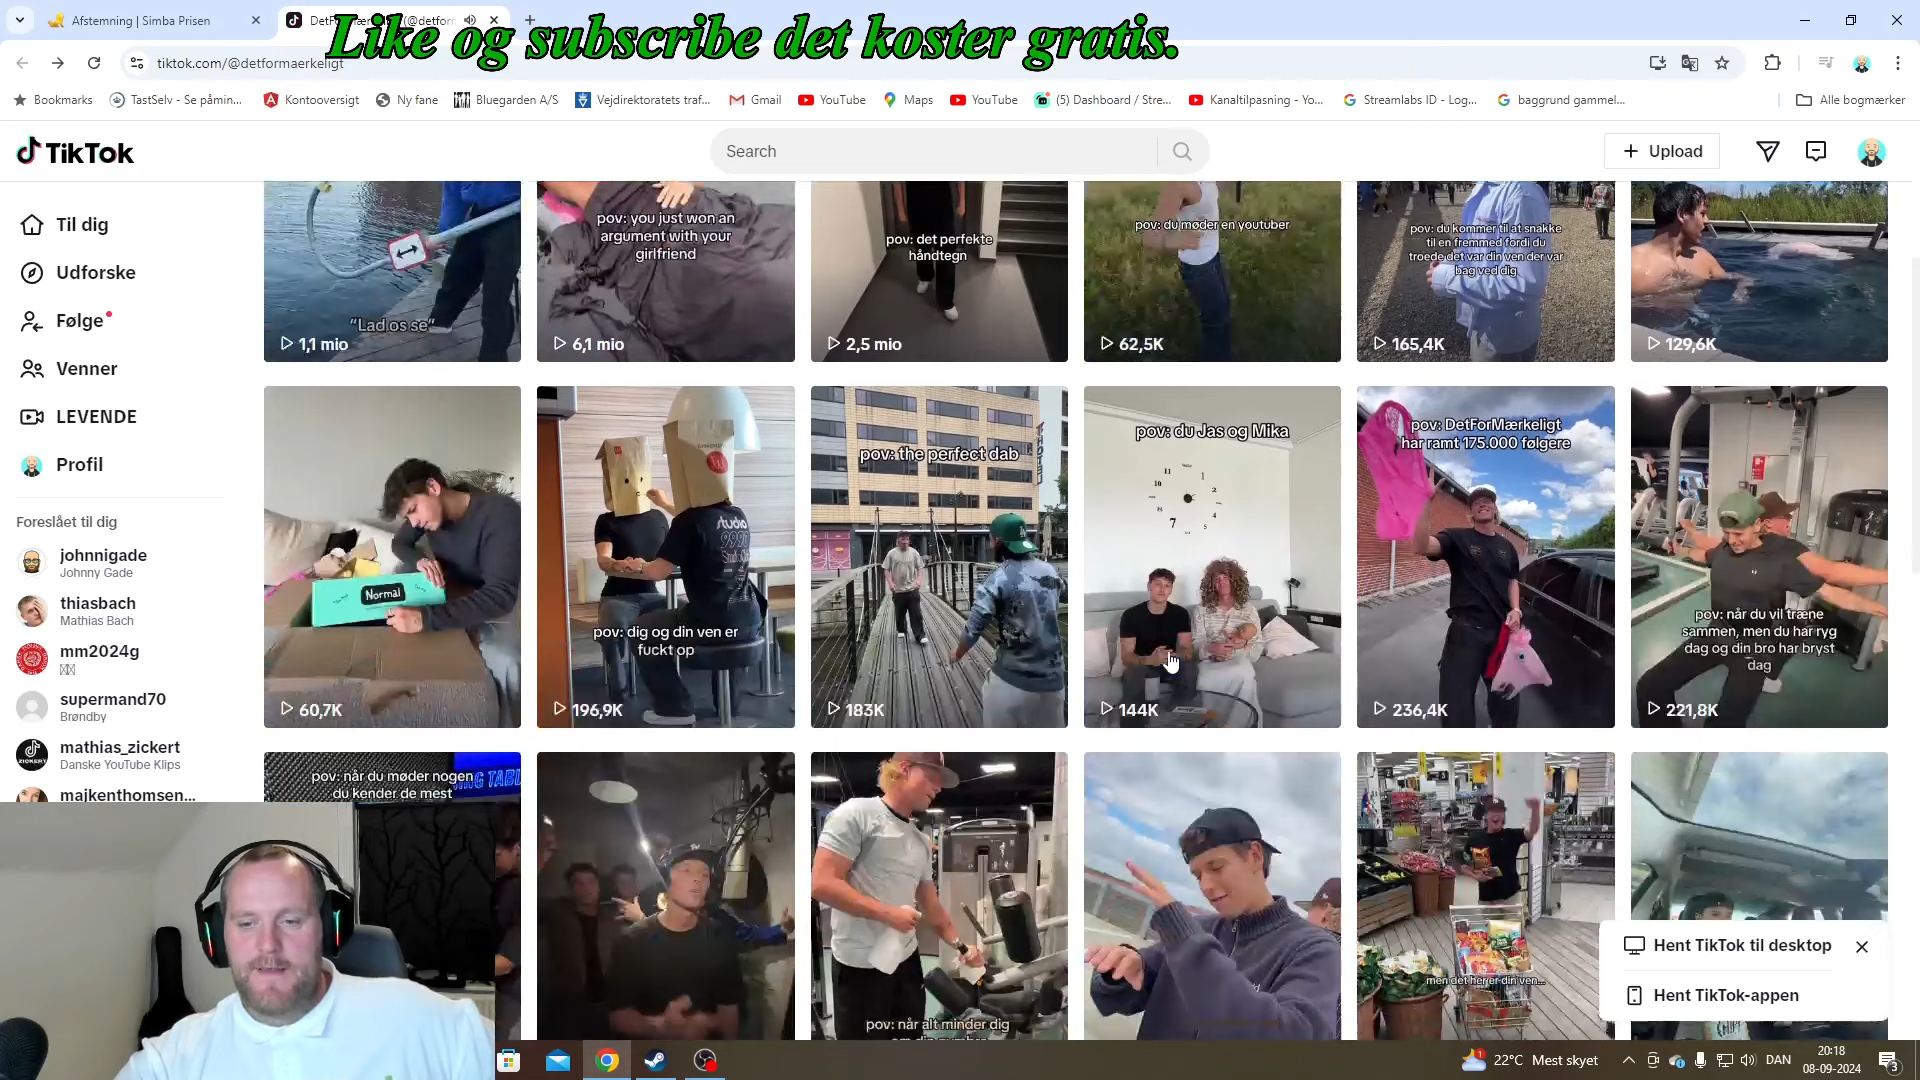 Afstemning | Simba Prisen
Like og subscribe det koster gratis.
tiktok.com/@detformaerkeligt
Bookmarks
TastSelv - Se påmin...
Kontooversigt
Ny fane
Bluegarden A/S
Vejdirektoratets traf...
Gmail
YouTube
Maps
YouTube
(5) Dashboard / Stre...
Kanaltilpasning - Yo...
Streamlabs ID - Log...
baggrund gammel...
Alle bogmærker
TikTok
Search
Upload
Til dig
Udforske
Følge
Venner
LEVENDE
Profil
Foreslået til dig
johnnigade
Johnny Gade
thiasbach
Mathias Bach
mm2024g
supermand70
Brøndby
mathias_zickert
Danske YouTube Klips
majkenthomsen...
"Lad os se"
1,1 mio
pov: you just won an
argument with your
girlfriend
6,1 mio
pov: det perfekte
håndtegn
2,5 mio
pov: du møder en youtuber
62,5K
pov: du kommer til at snakke
til en fremmed fordi du
troede det var din ven der var
bag ved dig
165,4K
129,6K
Normal
60,7K
studio
pov: dig og din ven er
fuckt op
196,9K
pov: the perfect dab
183K
pov: du Jas og Mika
144K
pov: DetForMærkeligt
har ramt 175.000 følgere
236,4K
pov: når du vil træne
sammen, men du har ryg
dag og din bro har bryst
dag
221,8K
pov: når du møder nogen
du kender de mest
pov: når alt minder dig
men det her er din ven...
Hent TikTok til desktop
Hent TikTok-appen
22°C Mest skyet
DAN
20:18
08-09-2024
3